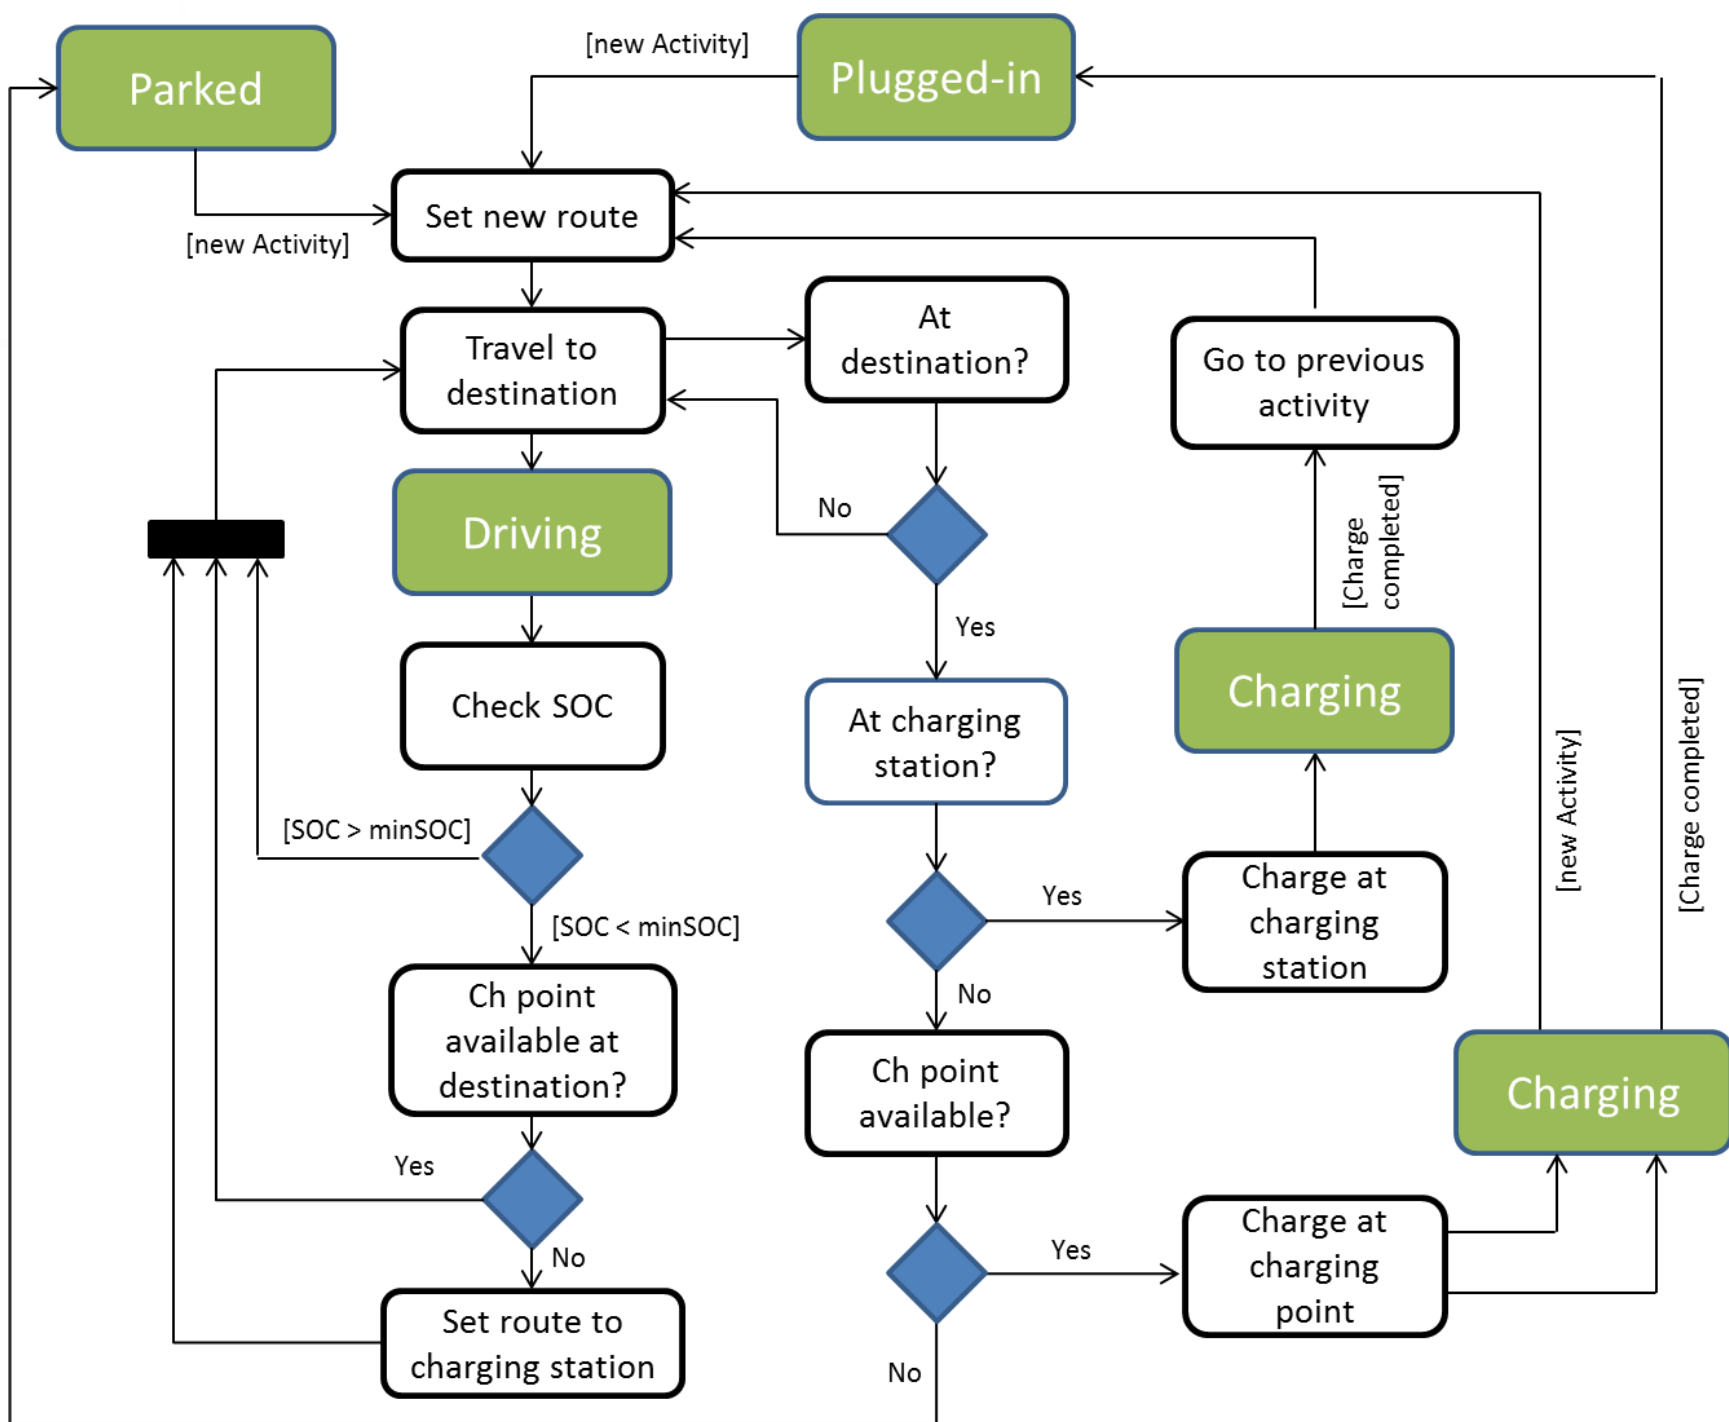 [new Activity]
Parked
Plugged-in
Set new route
[new Activity]
At
destination?
Travel to
destination
Go to previous
activity
No
[Charge
completed]
Driving
Yes
Check SOC
At charging
station?
Charging
[new Activity]
[Charge completed]
[SOC > minSOC]
[SOC < minSOC]
Yes
Charge at
charging
station
No
Ch point
available at
destination?
Ch point
available?
Charging
Yes
No
Yes
Charge at
charging
point
Set route to
charging station
No